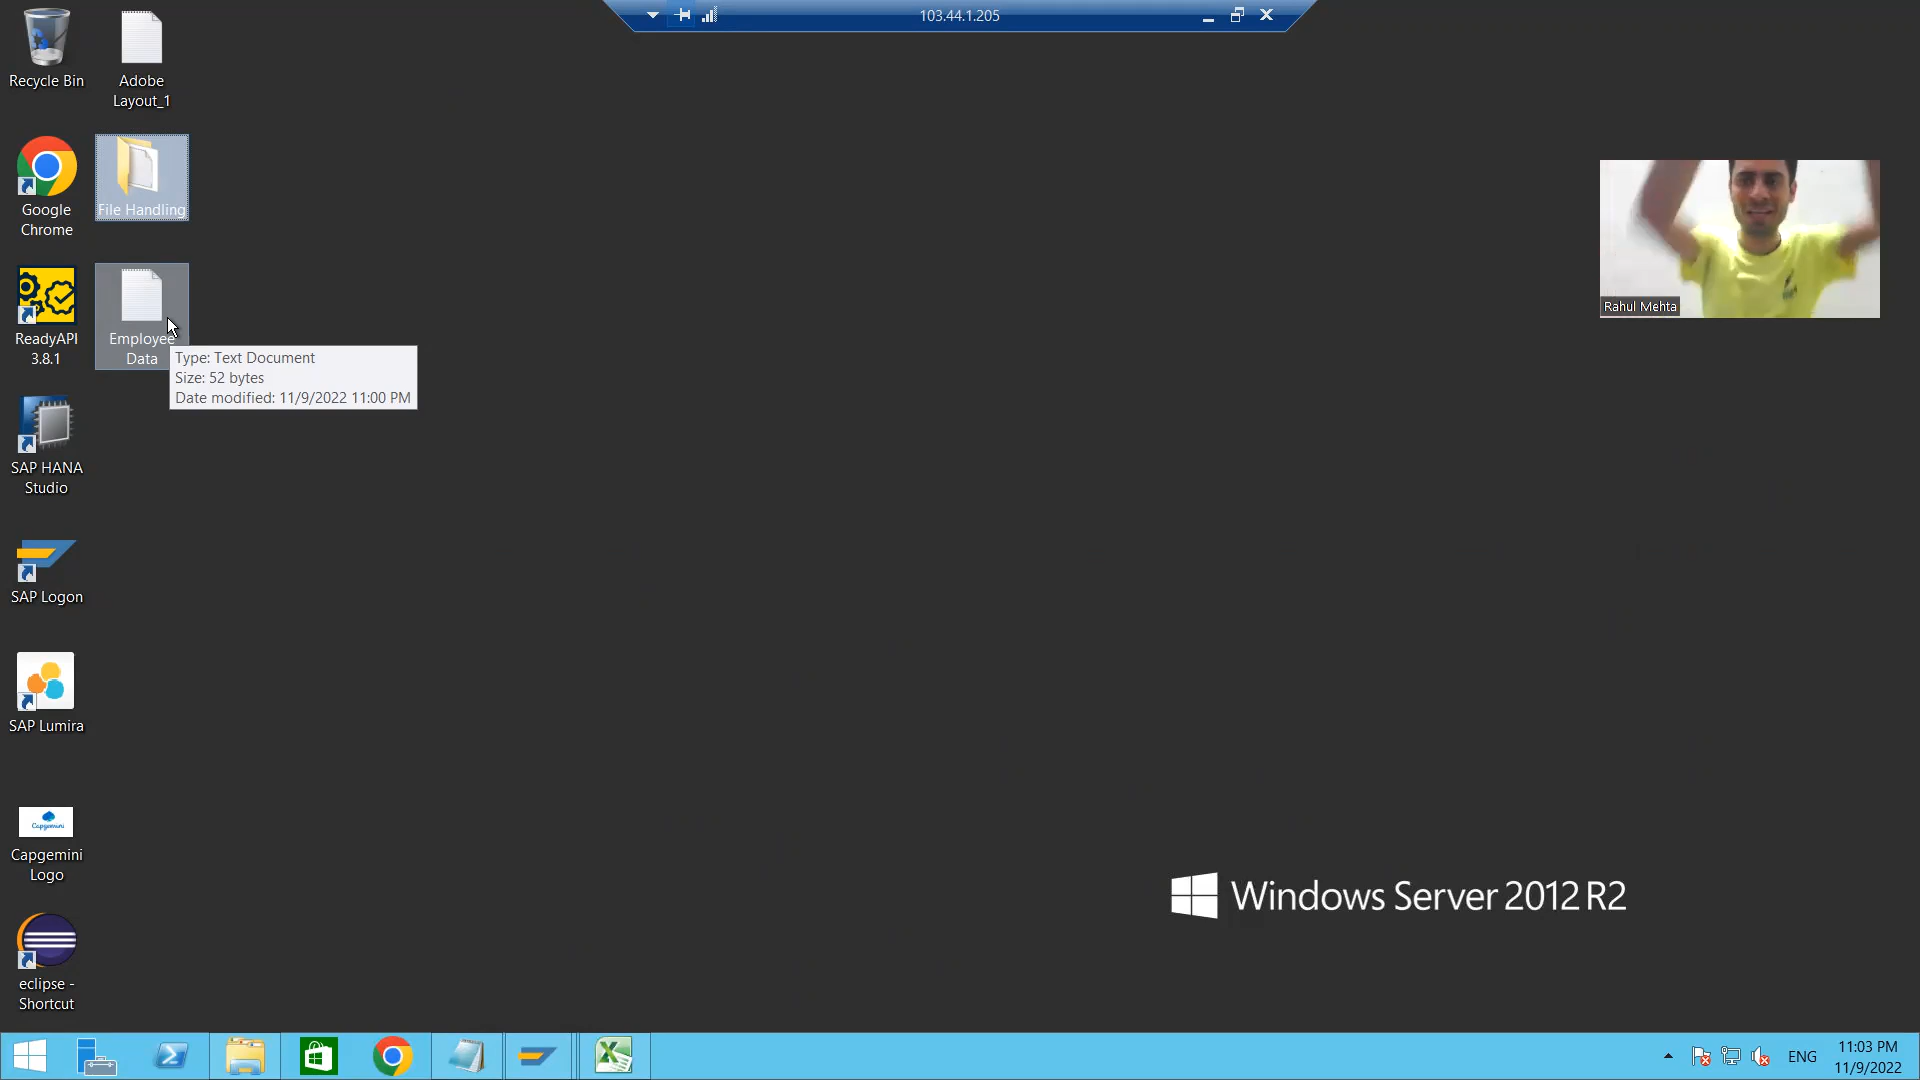 103.44.1.205
Recycle Bin
Adobe
Layout_1
Google
Chrome
File Handling
ReadyAPI
3.8.1
Employee
Data
Type: Text Document
Size: 52 bytes
Date modified: 11/9/2022 11:00 PM
Rahul Mehta
SAP HANA
Studio
SAP Logon
SAP Lumira
Capgemini
Capgemini
Logo
Windows Server 2012 R2
eclipse -
Shortcut
ENG
11:03 PM
11/9/2022